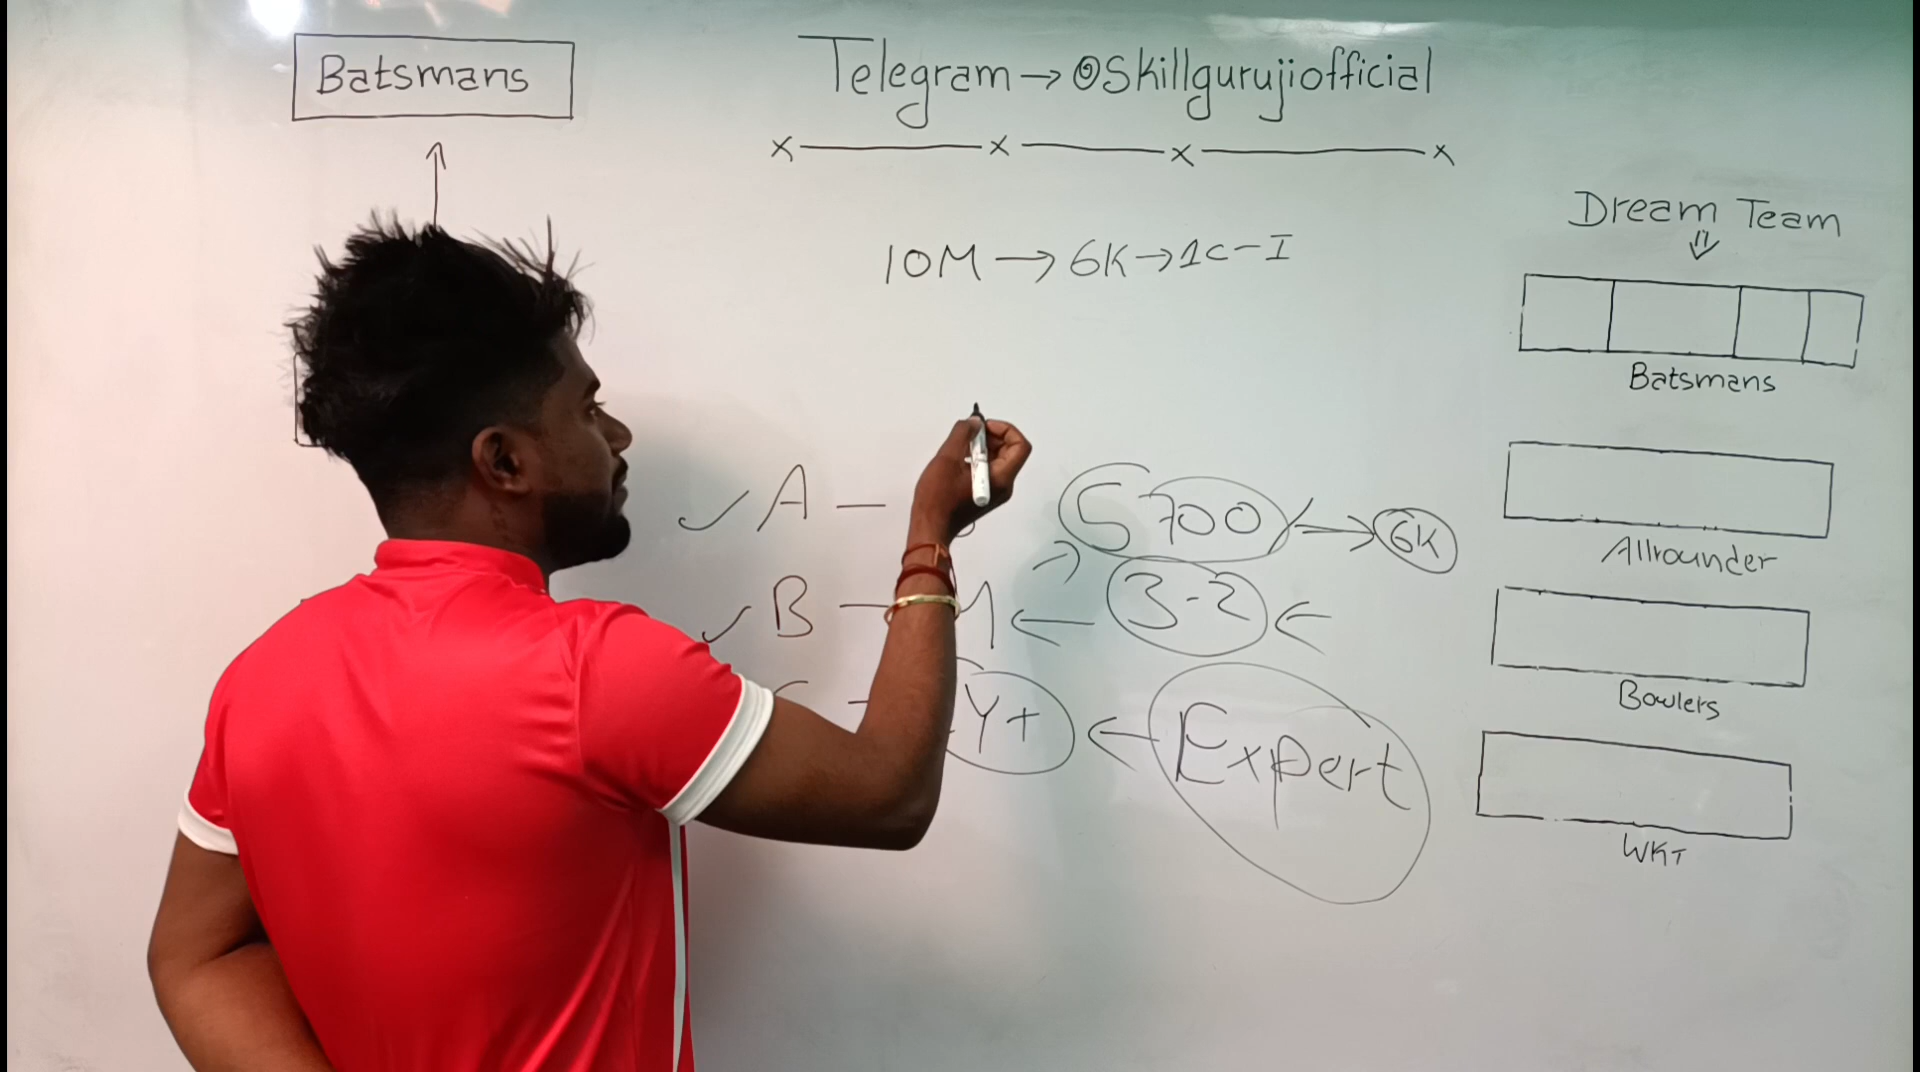 Batsmans
Telegram → @Skillgurujiofficial
x — x — x — x
10M → 6K → 1C - I
Dream Team
⇓
Batsmans
Allrounder
Bowlers
WKT
✓ A —
5700 → 6K
✓ B — M ← 3-2 ←
Y+ ← Expert